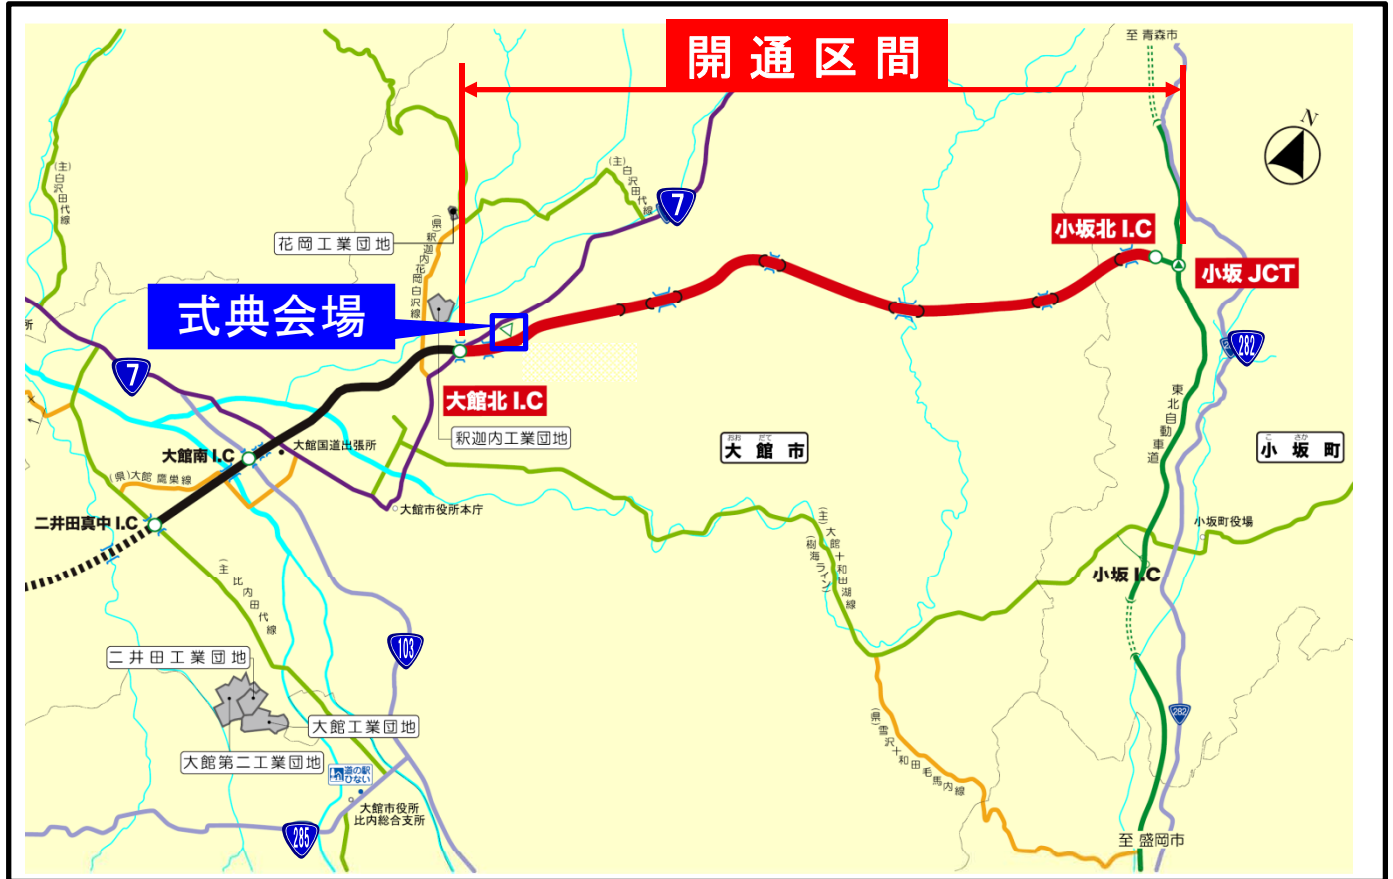 開通区間
至 青森市
N
(主)白沢田代線
(主)白沢田代線
7
花岡工業団地
(県)釈迦内花岡白沢線
小坂北 I.C
小坂 JCT
式典会場
所
7
282
大館北 I.C
釈迦内工業団地
東北自動車道
おお だて
大館市
こ さか
小坂町
大館南 I.C
大館国道出張所
(県)大館鷹巣線
二井田真中 I.C
大館市役所本庁
小坂町役場
(主)大館十和田湖線
(樹海ライン)
小坂 I.C
(主)比内田代線
103
二井田工業団地
大館工業団地
大館第二工業団地
282
(県)雪沢十和田毛馬内線
道の駅
ひない
大館市役所
比内総合支所
285
至 盛岡市